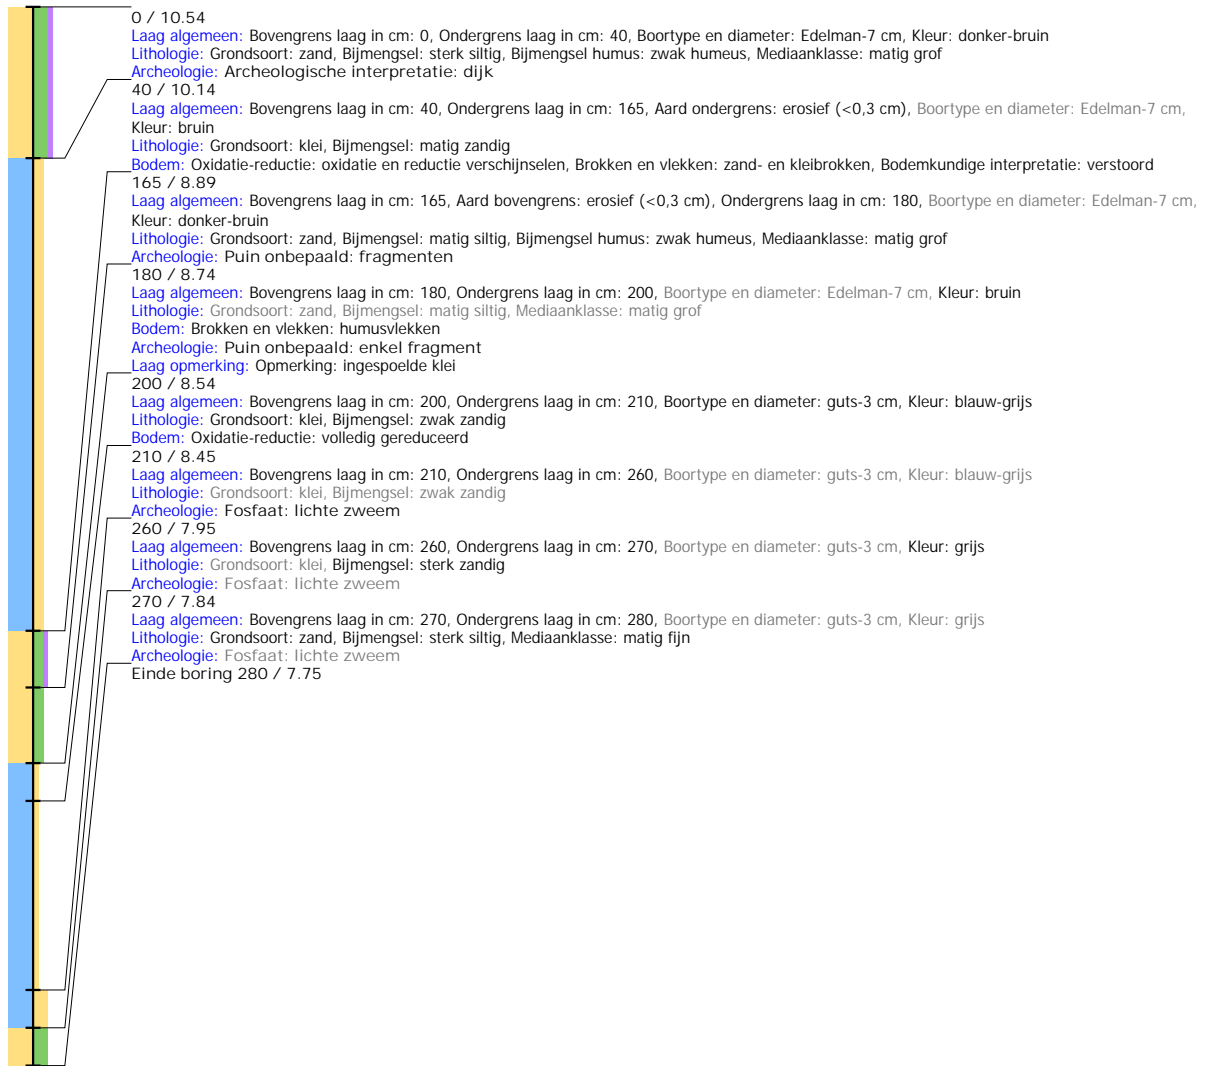 0 / 10.54
Laag algemeen: Bovengrens laag in cm: 0, Ondergrens laag in cm: 40, Boortype en diameter: Edelman-7 cm, Kleur: donker-bruin
Lithologie: Grondsoort: zand, Bijmengsel: sterk siltig, Bijmengsel humus: zwak humeus, Mediaanklasse: matig grof
Archeologie: Archeologische interpretatie: dijk
40 / 10.14
Laag algemeen: Bovengrens laag in cm: 40, Ondergrens laag in cm: 165, Aard ondergrens: erosief (<0,3 cm), Boortype en diameter: Edelman-7 cm,
Kleur: bruin
Lithologie: Grondsoort: klei, Bijmengsel: matig zandig
Bodem: Oxidatie-reductie: oxidatie en reductie verschijnselen, Brokken en vlekken: zand- en kleibrokken, Bodemkundige interpretatie: verstoord
165 / 8.89
Laag algemeen: Bovengrens laag in cm: 165, Aard bovengrens: erosief (<0,3 cm), Ondergrens laag in cm: 180, Boortype en diameter: Edelman-7 cm,
Kleur: donker-bruin
Lithologie: Grondsoort: zand, Bijmengsel: matig siltig, Bijmengsel humus: zwak humeus, Mediaanklasse: matig grof
Archeologie: Puin onbepaald: fragmenten
180 / 8.74
Laag algemeen: Bovengrens laag in cm: 180, Ondergrens laag in cm: 200, Boortype en diameter: Edelman-7 cm, Kleur: bruin
Lithologie: Grondsoort: zand, Bijmengsel: matig siltig, Mediaanklasse: matig grof
Bodem: Brokken en vlekken: humusvlekken
Archeologie: Puin onbepaald: enkel fragment
Laag opmerking: Opmerking: ingespoelde klei
200 / 8.54
Laag algemeen: Bovengrens laag in cm: 200, Ondergrens laag in cm: 210, Boortype en diameter: guts-3 cm, Kleur: blauw-grijs
Lithologie: Grondsoort: klei, Bijmengsel: zwak zandig
Bodem: Oxidatie-reductie: volledig gereduceerd
210 / 8.45
Laag algemeen: Bovengrens laag in cm: 210, Ondergrens laag in cm: 260, Boortype en diameter: guts-3 cm, Kleur: blauw-grijs
Lithologie: Grondsoort: klei, Bijmengsel: zwak zandig
Archeologie: Fosfaat: lichte zweem
260 / 7.95
Laag algemeen: Bovengrens laag in cm: 260, Ondergrens laag in cm: 270, Boortype en diameter: guts-3 cm, Kleur: grijs
Lithologie: Grondsoort: klei, Bijmengsel: sterk zandig
Archeologie: Fosfaat: lichte zweem
270 / 7.84
Laag algemeen: Bovengrens laag in cm: 270, Ondergrens laag in cm: 280, Boortype en diameter: guts-3 cm, Kleur: grijs
Lithologie: Grondsoort: zand, Bijmengsel: sterk siltig, Mediaanklasse: matig fijn
Archeologie: Fosfaat: lichte zweem
Einde boring 280 / 7.75